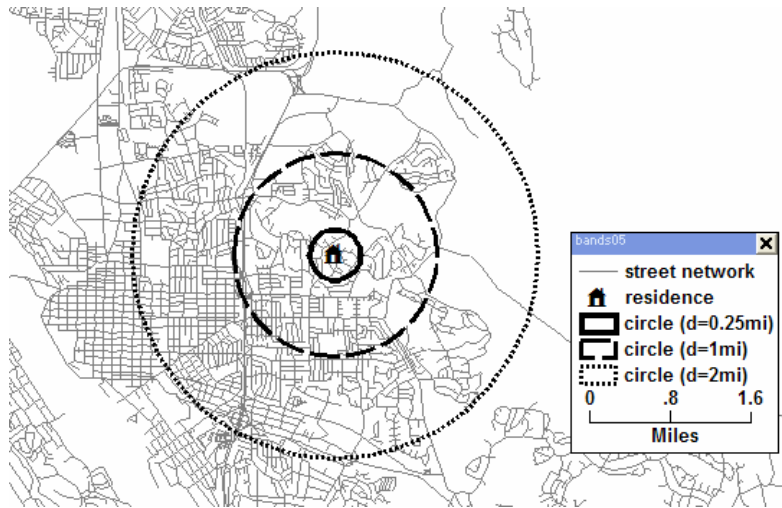 bands05
street network
residence
circle (d=0.25mi)
circle (d=1mi)
circle (d=2mi)
0 .8 1.6
Miles